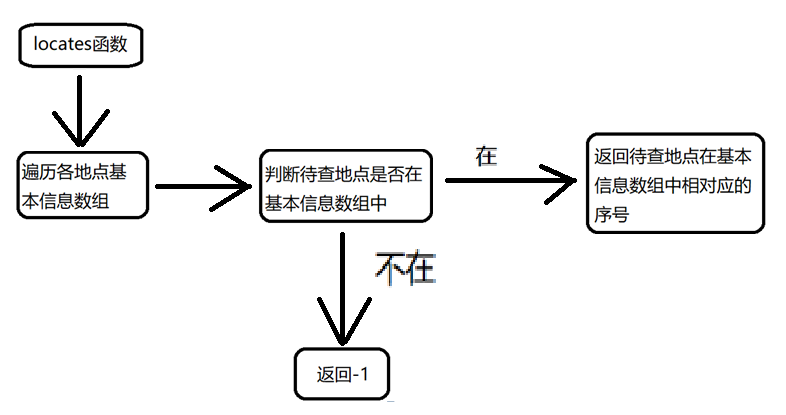 locates函数
遍历各地点基
本信息数组
判断待查地点是否在
基本信息数组中
在
返回待查地点在基本
信息数组中相对应的
序号
不在
返回-1